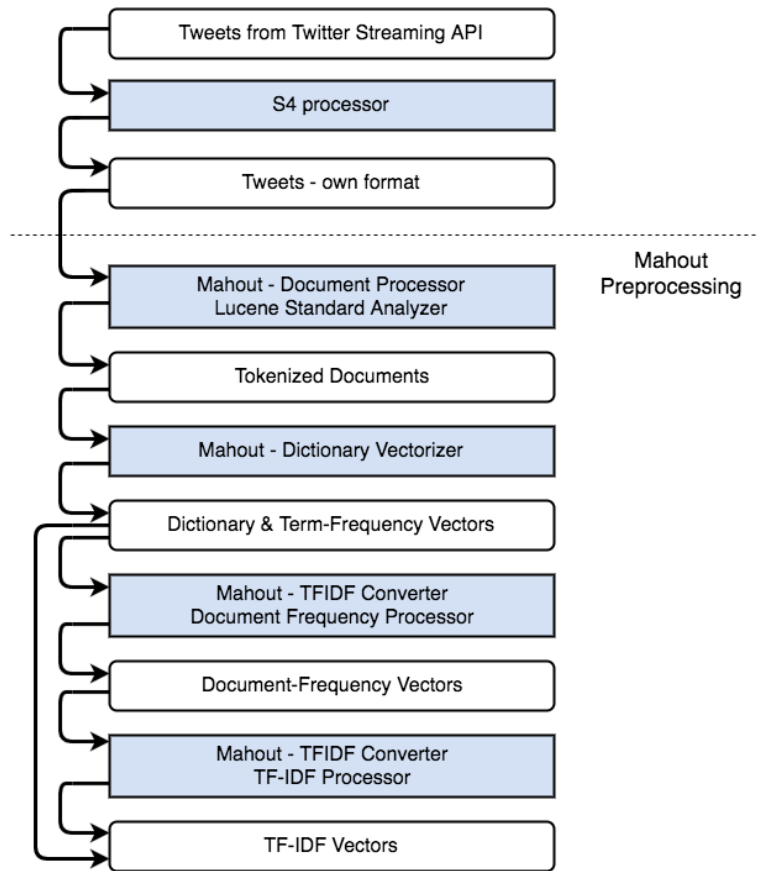 Tweets from Twitter Streaming API
S4 processor
Tweets - own format
Mahout
Preprocessing
Mahout - Document Processor
Lucene Standard Analyzer
Tokenized Documents
Mahout - Dictionary Vectorizer
Dictionary & Term-Frequency Vectors
Mahout - TFIDF Converter
Document Frequency Processor
Document-Frequency Vectors
Mahout - TFIDF Converter
TF-IDF Processor
TF-IDF Vectors